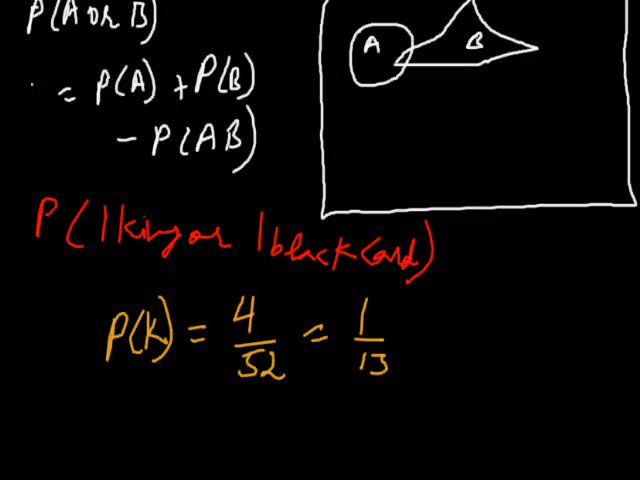 P(A or B)
= P(A) + P(B)
- P(AB)
A
B
P(1 king or 1 black card)
P(K) = 4/52 = 1/13